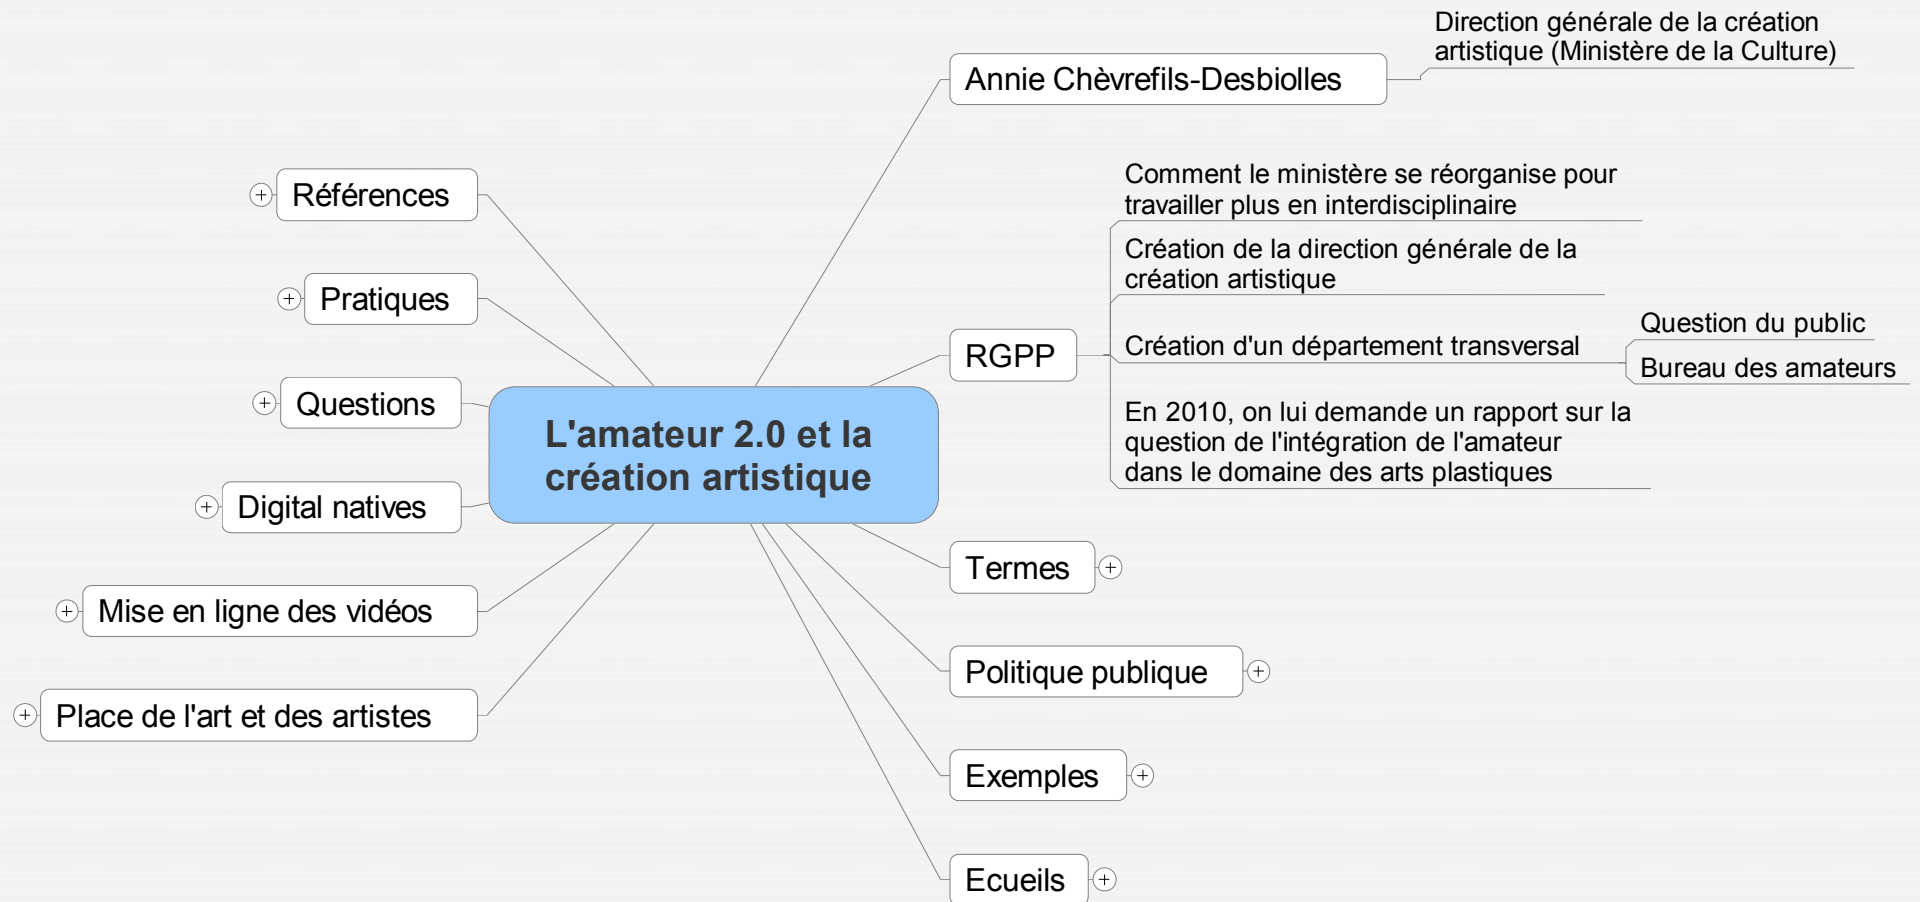 L'amateur 2.0 et la
création artistique
Annie Chèvrefils-Desbiolles
Direction générale de la création
artistique (Ministère de la Culture)
RGPP
Comment le ministère se réorganise pour
travailler plus en interdisciplinaire
Création de la direction générale de la
création artistique
Création d'un département transversal
Question du public
Bureau des amateurs
En 2010, on lui demande un rapport sur la
question de l'intégration de l'amateur
dans le domaine des arts plastiques
Termes
Politique publique
Exemples
Ecueils
Références
Pratiques
Questions
Digital natives
Mise en ligne des vidéos
Place de l'art et des artistes